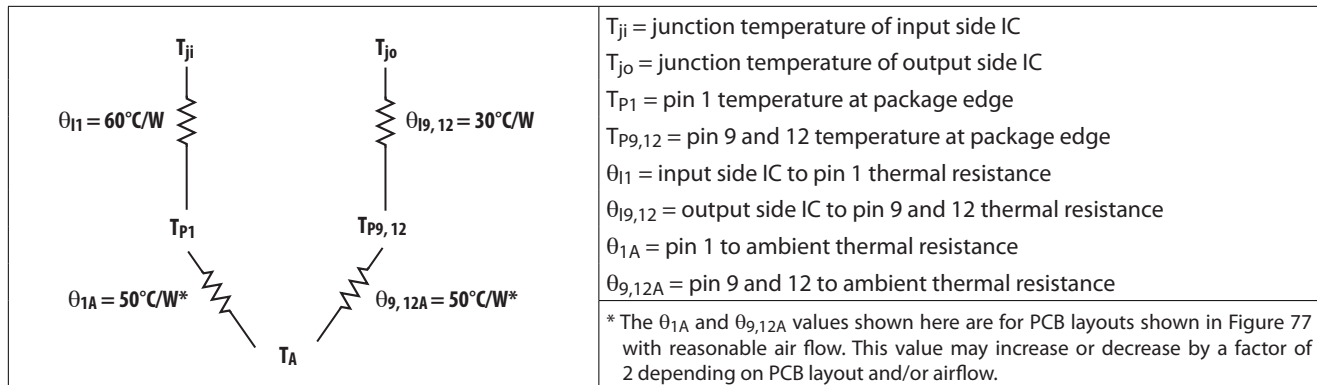 Tji
Tjo
θI1 = 60°C/W
θI9, 12 = 30°C/W
TP1
TP9, 12
θ1A = 50°C/W*
θ9, 12A = 50°C/W*
TA
Tji = junction temperature of input side IC
Tjo = junction temperature of output side IC
TP1 = pin 1 temperature at package edge
TP9,12 = pin 9 and 12 temperature at package edge
θI1 = input side IC to pin 1 thermal resistance
θI9,12 = output side IC to pin 9 and 12 thermal resistance
θ1A = pin 1 to ambient thermal resistance
θ9,12A = pin 9 and 12 to ambient thermal resistance
* The θ1A and θ9,12A values shown here are for PCB layouts shown in Figure 77
with reasonable air flow. This value may increase or decrease by a factor of
2 depending on PCB layout and/or airflow.